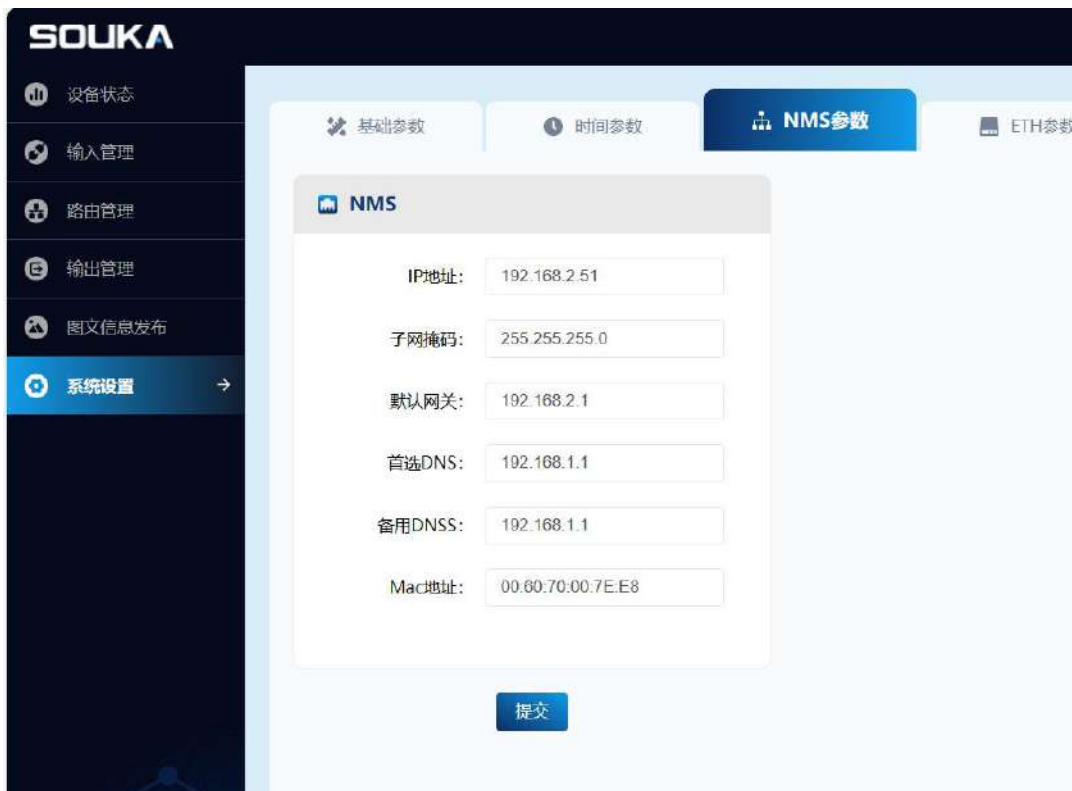 SOUKA
设备状态
输入管理
路由管理
输出管理
图文信息发布
系统设置
基础参数
时间参数
NMS参数
ETH参数
NMS
IP地址: 192.168.2.51
子网掩码: 255.255.255.0
默认网关: 192.168.2.1
首选DNS: 192.168.1.1
备用DNSS: 192.168.1.1
Mac地址: 00:60:70:00:7E:E8
提交